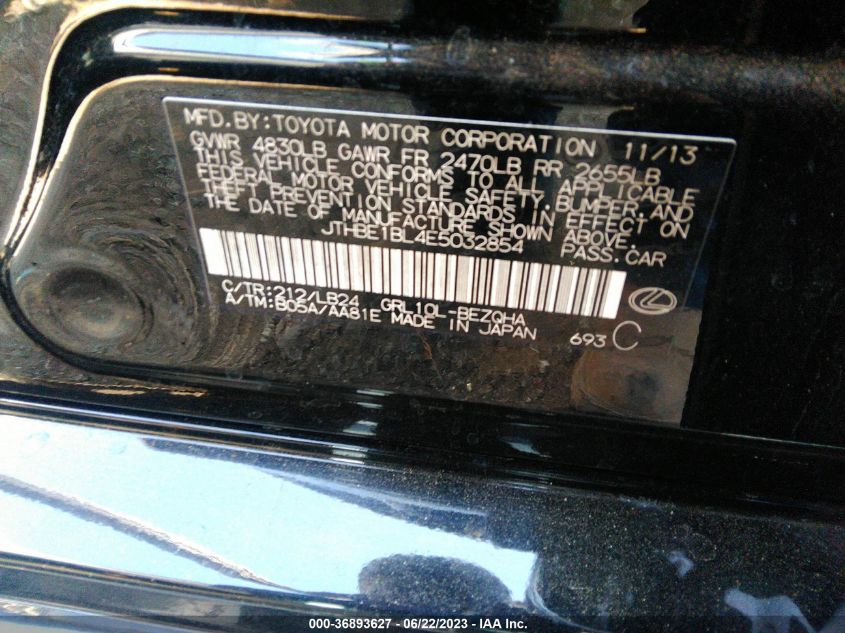 MFD.BY:TOYOTA MOTOR CORPORATION 11/13
GVWR 4830LB GAWR FR 2470LB RR 2655LB
THIS VEHICLE CONFORMS TO ALL APPLICABLE
FEDERAL MOTOR VEHICLE SAFETY,BUMPER,AND
THEFT PREVENTION STANDARDS IN EFFECT ON
THE DATE OF MANUFACTURE SHOWN ABOVE.
JTHBE1BL4E5032854 PASS.CAR
C/TR:212/LB24 GRL10L-BEZQHA
A/TM:B05A/AA81E MADE IN JAPAN 693 C
000-36893627 - 06/22/2023 - IAA Inc.